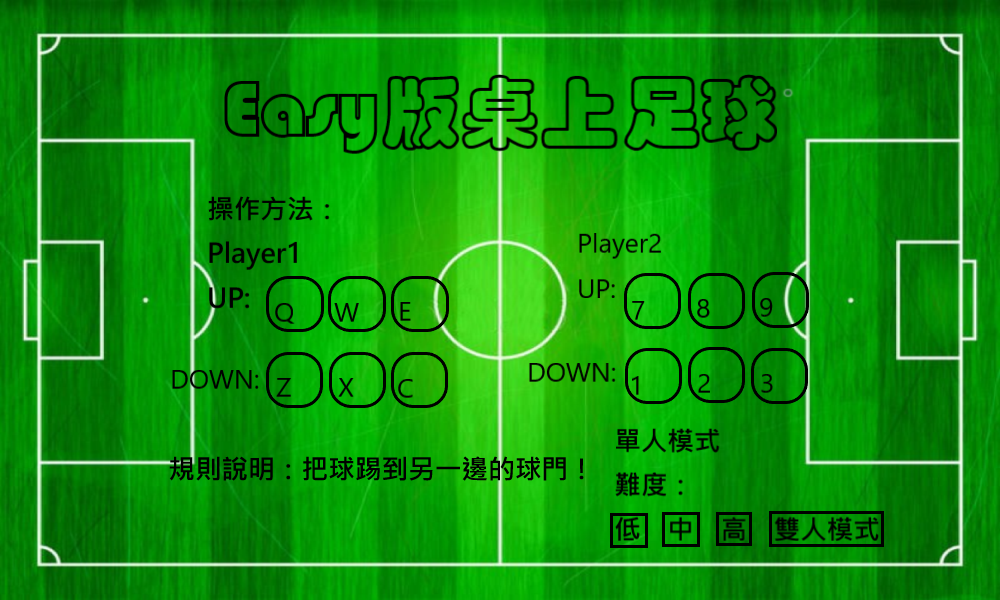 Easy版桌上足球
操作方法：
Player1
UP: Q W E
DOWN: Z X C
Player2
UP: 7 8 9
DOWN: 1 2 3
規則說明：把球踢到另一邊的球門！
單人模式
難度：
低 中 高 雙人模式